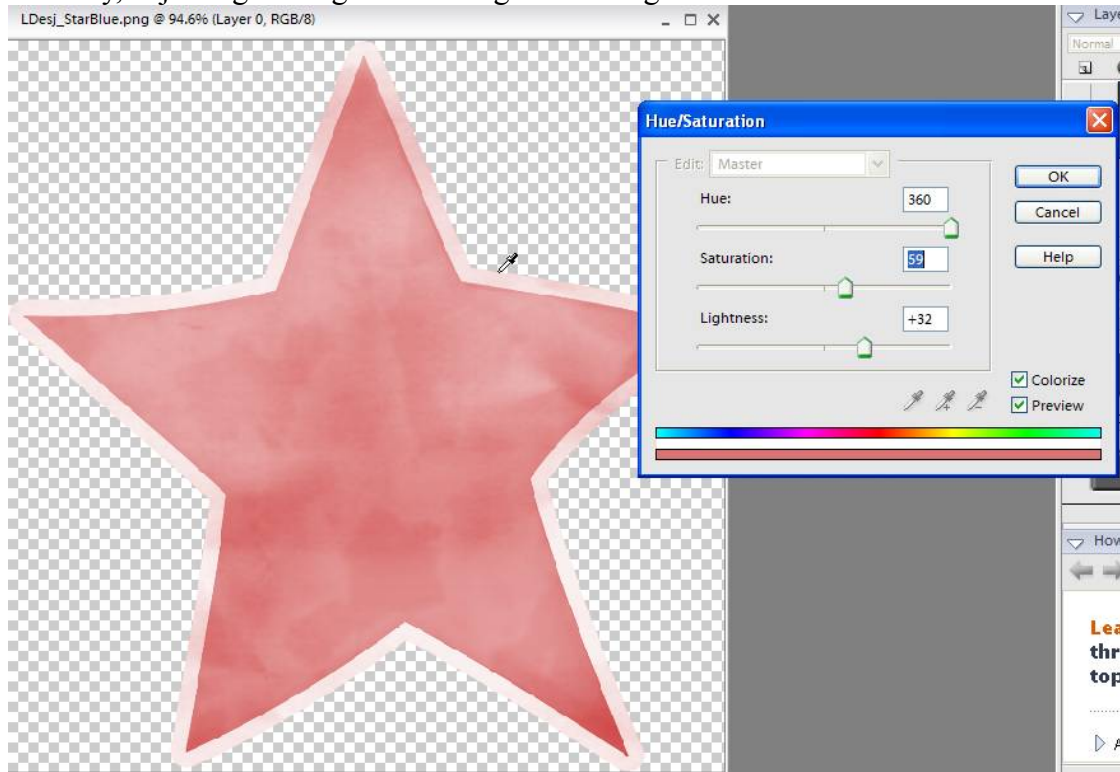 LDesj_StarBlue.png @ 94.6% (Layer 0, RGB/8)
Normal
Hue/Saturation
Edit: Master
Hue: 360
Saturation: 59
Lightness: +32
OK
Cancel
Help
Colorize
Preview